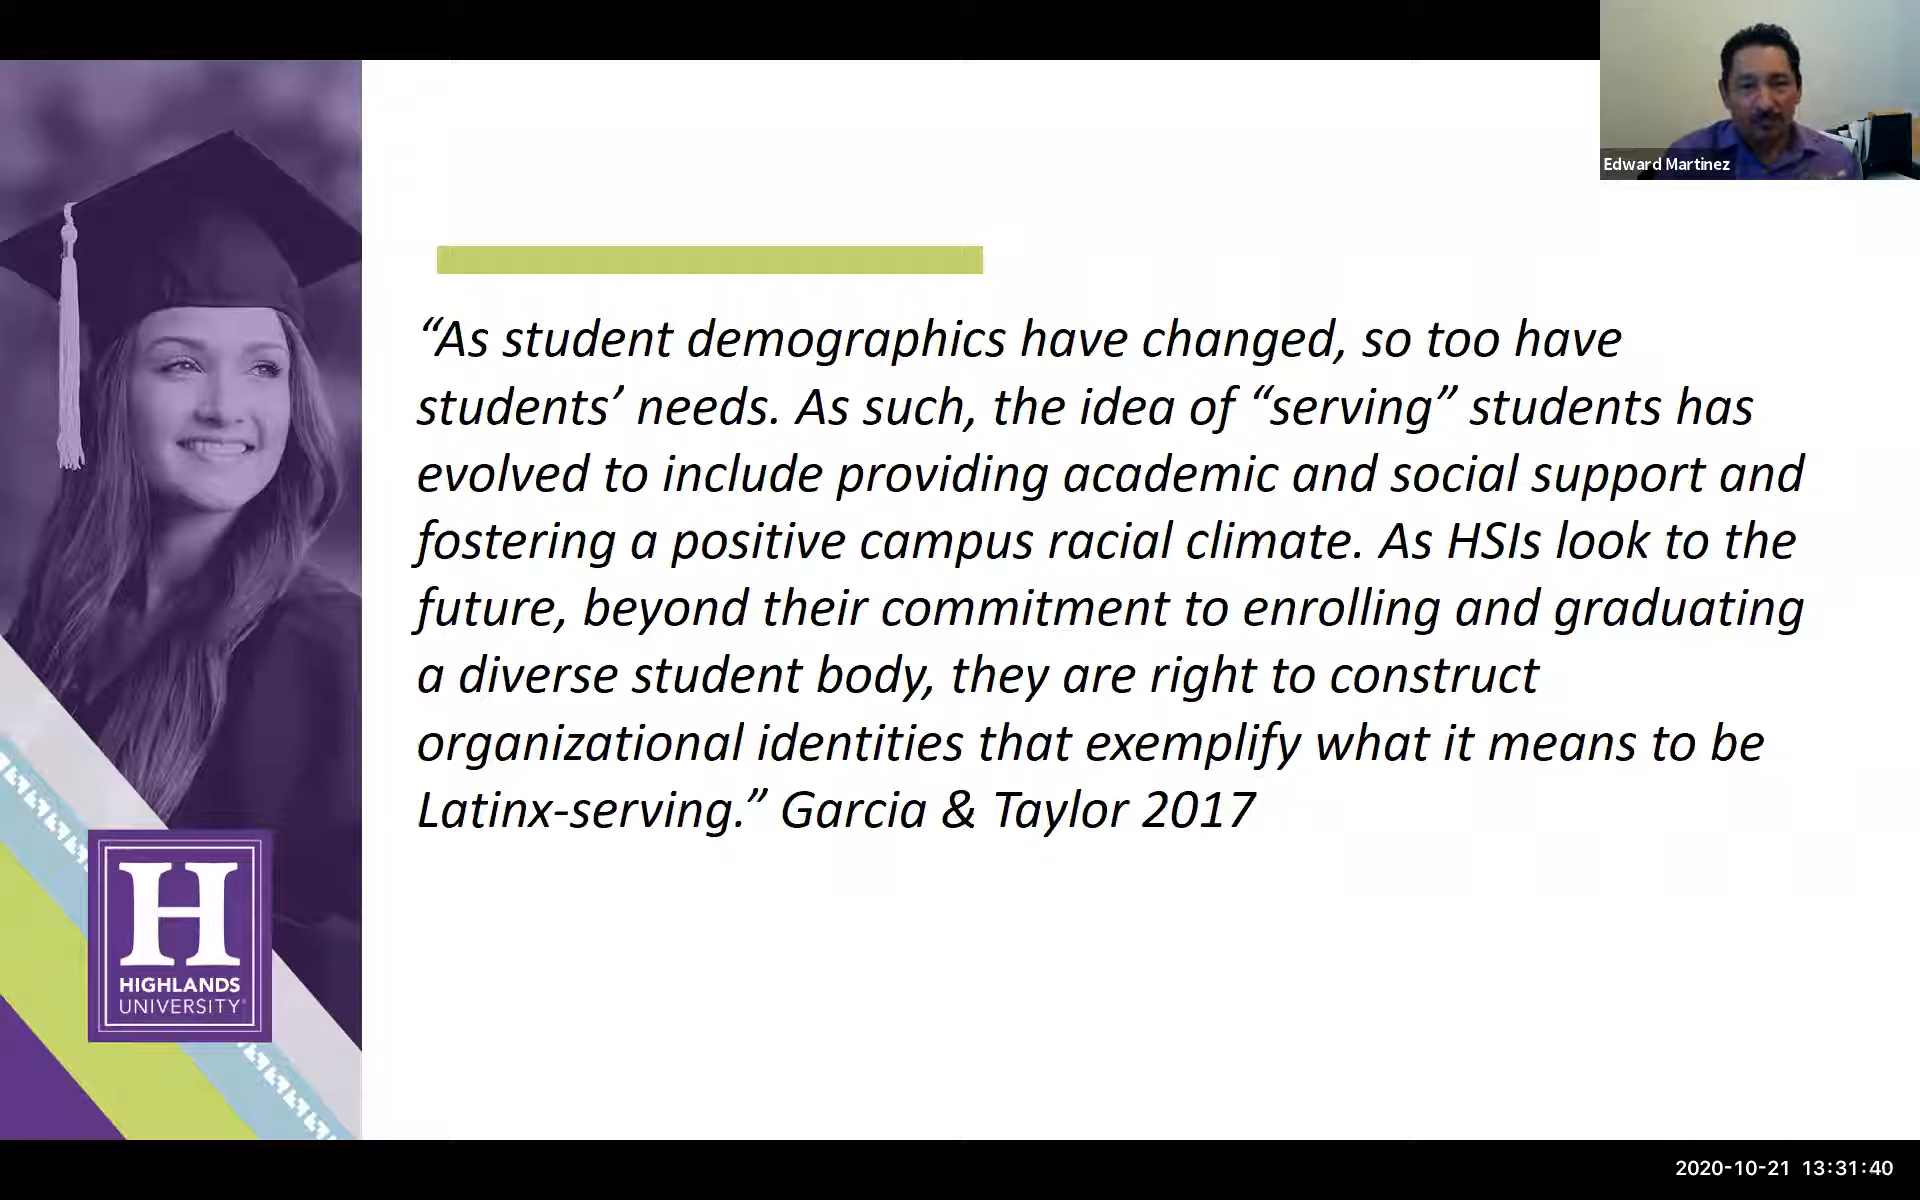 Edward Martinez
“As student demographics have changed, so too have
students’ needs. As such, the idea of “serving” students has
evolved to include providing academic and social support and
fostering a positive campus racial climate. As HSIs look to the
future, beyond their commitment to enrolling and graduating
a diverse student body, they are right to construct
organizational identities that exemplify what it means to be
Latinx-serving.” Garcia & Taylor 2017
H
HIGHLANDS
UNIVERSITY
2020-10-21 13:31:40